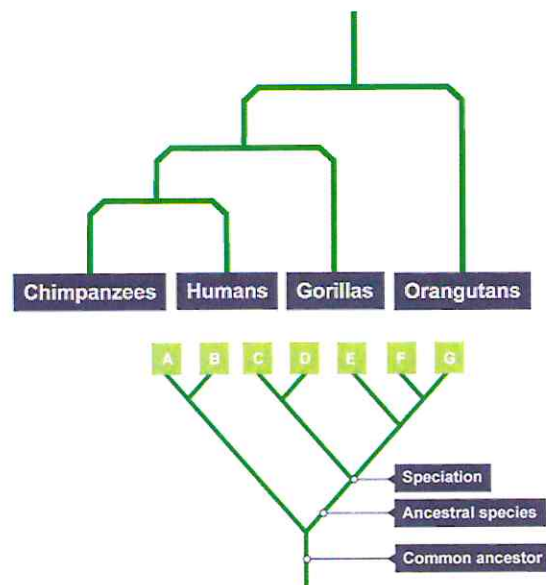 Chimpanzees Humans Gorillas Orangutans
A B C D E F G
Speciation
Ancestral species
Common ancestor